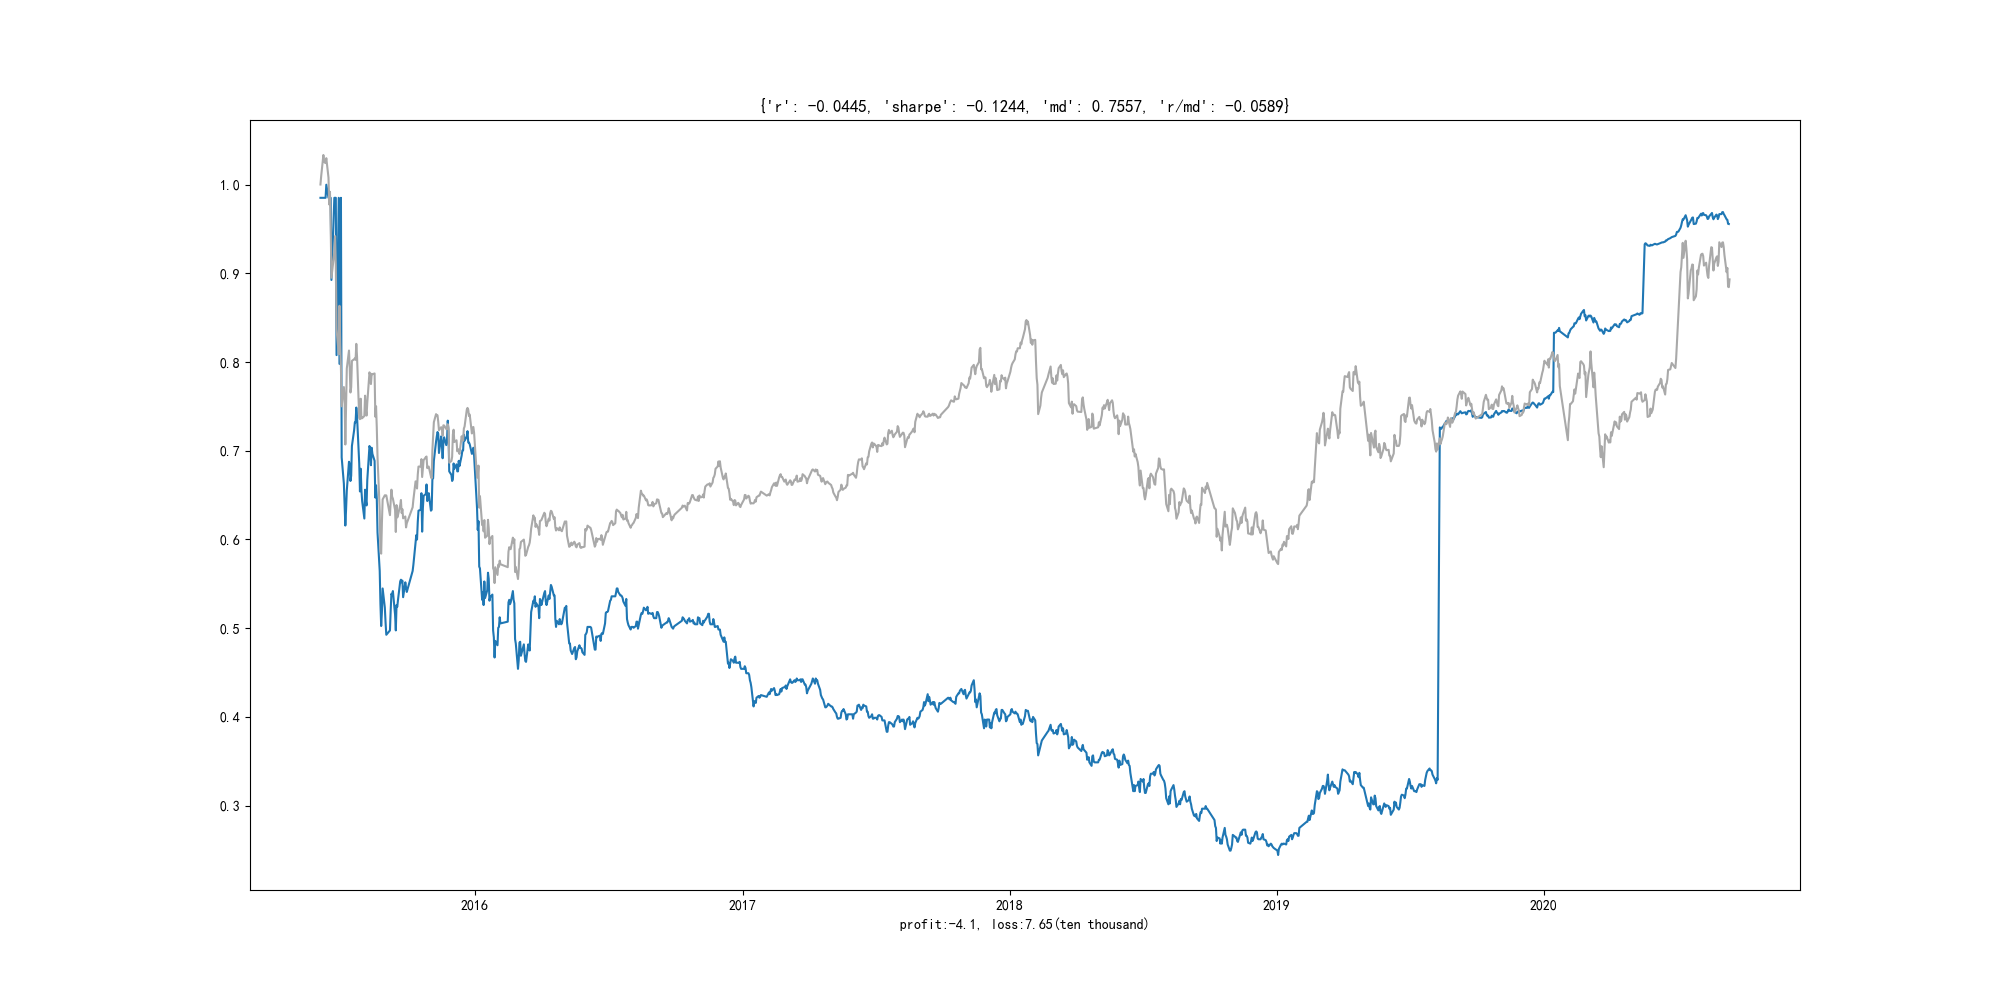 {'r': -0.0445, 'sharpe': -0.1244, 'md': 0.7557, 'r/md': -0.0589}
1.0
0.9
0.8
0.7
0.6
0.5
0.4
0.3
2016 2017 2018 2019 2020
profit:-4.1, loss:7.65(ten thousand)